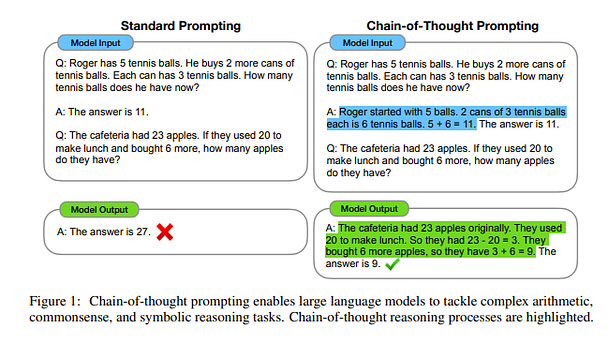 Standard Prompting
Model Input
Q: Roger has 5 tennis balls. He buys 2 more cans of
tennis balls. Each can has 3 tennis balls. How many
tennis balls does he have now?
A: The answer is 11.
Q: The cafeteria had 23 apples. If they used 20 to
make lunch and bought 6 more, how many apples
do they have?
Model Output
A: The answer is 27.
Chain-of-Thought Prompting
Model Input
Q: Roger has 5 tennis balls. He buys 2 more cans of
tennis balls. Each can has 3 tennis balls. How many
tennis balls does he have now?
A: Roger started with 5 balls. 2 cans of 3 tennis balls
each is 6 tennis balls. 5 + 6 = 11. The answer is 11.
Q: The cafeteria had 23 apples. If they used 20 to
make lunch and bought 6 more, how many apples
do they have?
Model Output
A: The cafeteria had 23 apples originally. They used
20 to make lunch. So they had 23 - 20 = 3. They
bought 6 more apples, so they have 3 + 6 = 9. The
answer is 9.
Figure 1: Chain-of-thought prompting enables large language models to tackle complex arithmetic,
commonsense, and symbolic reasoning tasks. Chain-of-thought reasoning processes are highlighted.